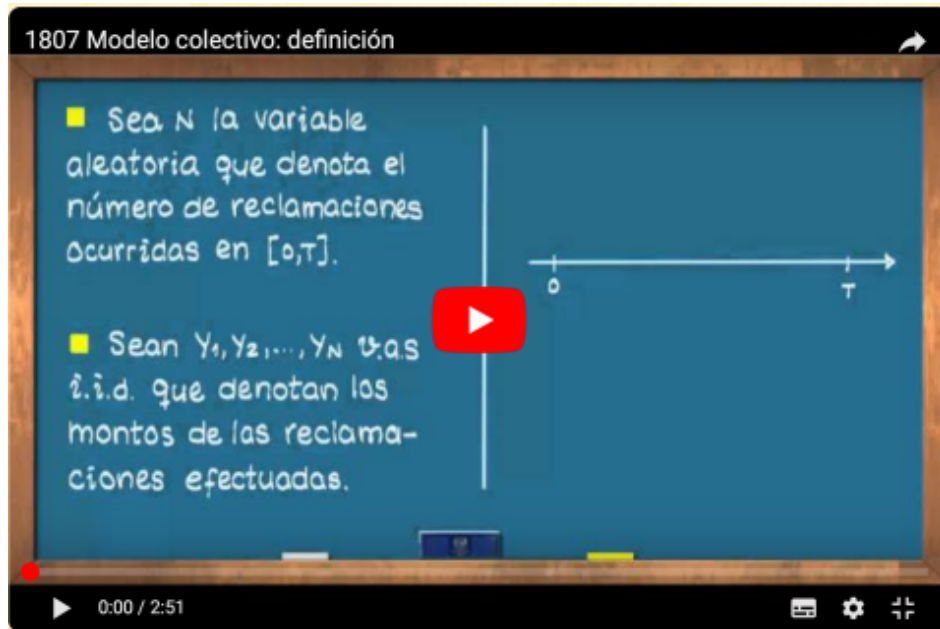 1807 Modelo colectivo: definición
Sea N la variable
aleatoria que denota el
número de reclamaciones
ocurridas en [0,T].
Sean Y1, Y2, ..., YN v.a.s
i.i.d. que denotan los
montos de las reclama-
ciones efectuadas.
0
T
0:00 / 2:51